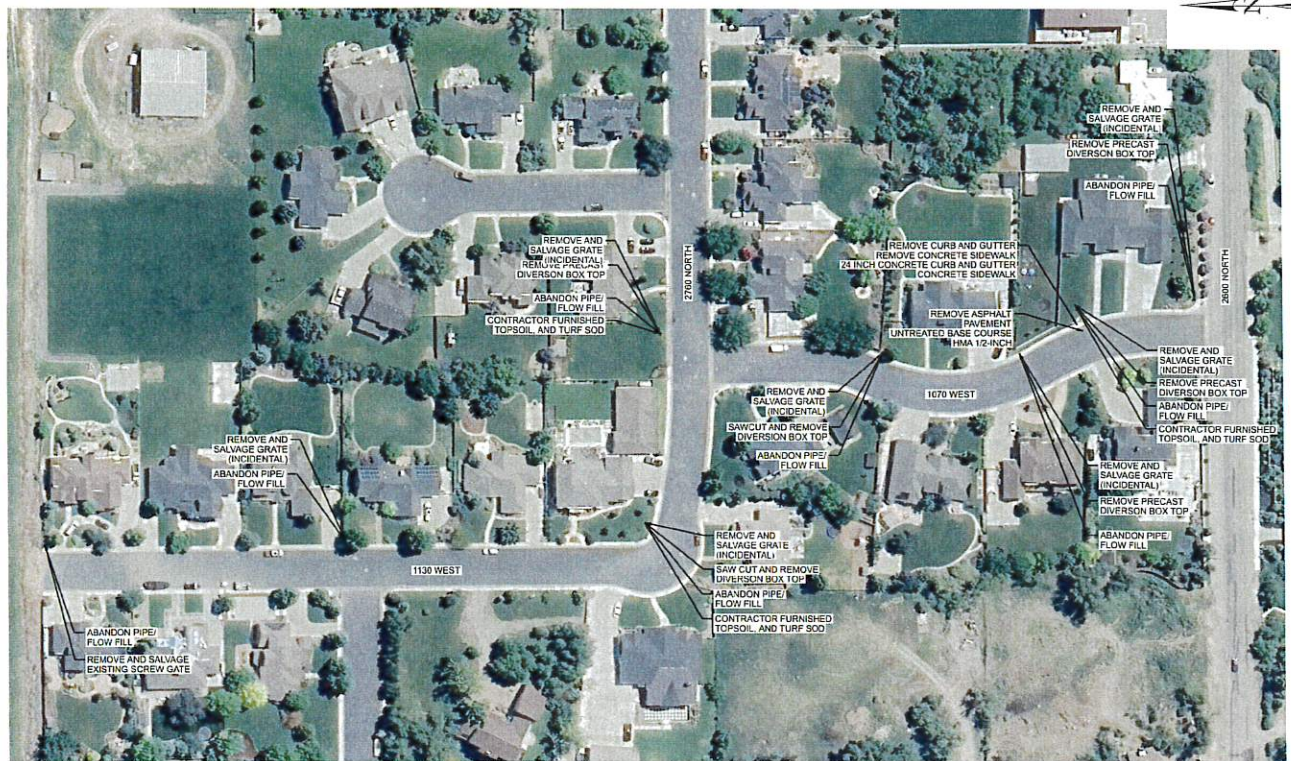 N
REMOVE AND
SALVAGE GRATE
(INCIDENTAL)
REMOVE PRECAST
DIVERSON BOX TOP
ABANDON PIPE/
FLOW FILL
2600 NORTH
REMOVE AND
SALVAGE GRATE
(INCIDENTAL)
REMOVE PRECAST
DIVERSON BOX TOP
ABANDON PIPE/
FLOW FILL
CONTRACTOR FURNISHED
TOPSOIL, AND TURF SOD
2760 NORTH
REMOVE CURB AND GUTTER
REMOVE CONCRETE SIDEWALK
24 INCH CONCRETE CURB AND GUTTER
CONCRETE SIDEWALK
REMOVE ASPHALT
PAVEMENT
UNTREATED BASE COURSE
HMA 1/2-INCH
REMOVE AND
SALVAGE GRATE
(INCIDENTAL)
REMOVE PRECAST
DIVERSON BOX TOP
ABANDON PIPE/
FLOW FILL
CONTRACTOR FURNISHED
TOPSOIL, AND TURF SOD
1070 WEST
REMOVE AND
SALVAGE GRATE
(INCIDENTAL)
SAWCUT AND REMOVE
DIVERSION BOX TOP
ABANDON PIPE/
FLOW FILL
REMOVE AND
SALVAGE GRATE
(INCIDENTAL)
REMOVE PRECAST
DIVERSON BOX TOP
ABANDON PIPE/
FLOW FILL
REMOVE AND
SALVAGE GRATE
(INCIDENTAL)
ABANDON PIPE/
FLOW FILL
REMOVE AND
SALVAGE GRATE
(INCIDENTAL)
SAW CUT AND REMOVE
DIVERSON BOX TOP
ABANDON PIPE/
FLOW FILL
CONTRACTOR FURNISHED
TOPSOIL, AND TURF SOD
1130 WEST
ABANDON PIPE/
FLOW FILL
REMOVE AND SALVAGE
EXISTING SCREW GATE